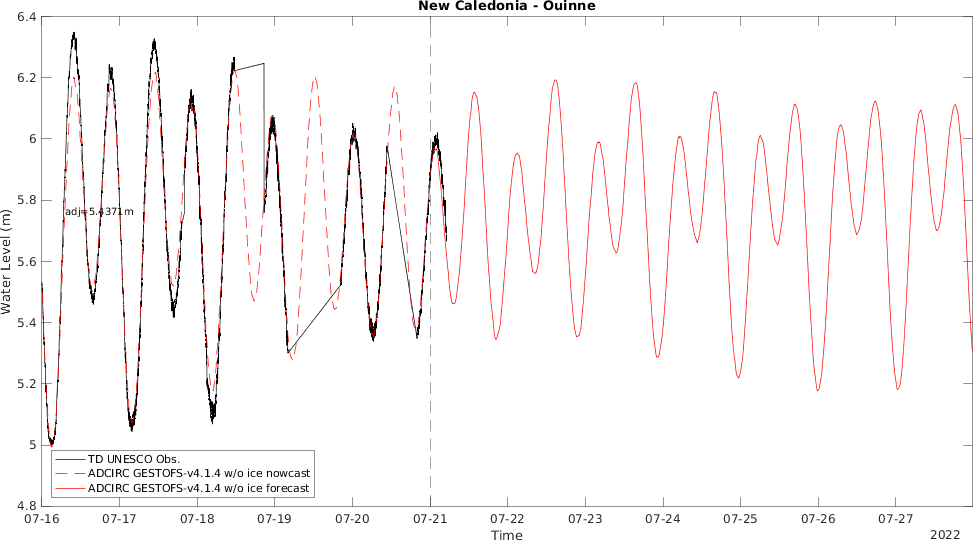 New Caledonia - Ouinne
6.4
6.2
6
5.8
5.6
5.4
5.2
5
4.8
Water Level (m)
adj=5.4371m
TD UNESCO Obs.
ADCIRC GESTOFS-v4.1.4 w/o ice nowcast
ADCIRC GESTOFS-v4.1.4 w/o ice forecast
07-16 07-17 07-18 07-19 07-20 07-21 07-22 07-23 07-24 07-25 07-26 07-27
Time
2022